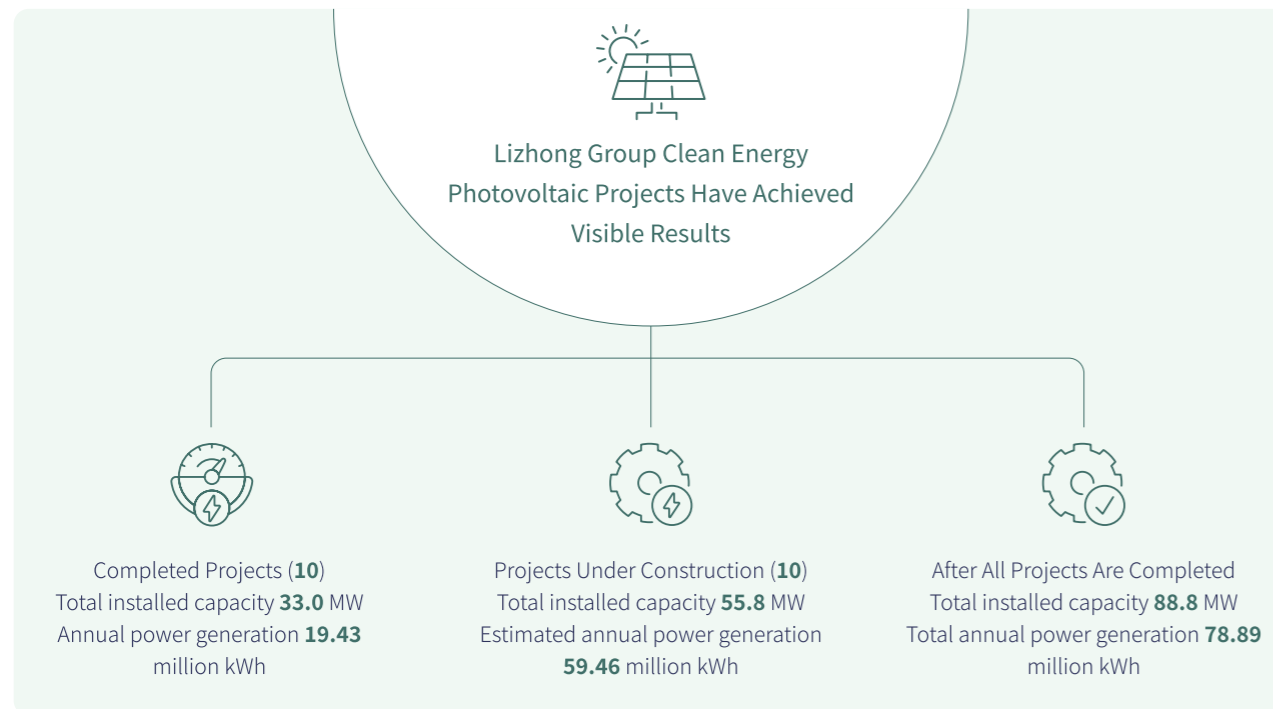 Lizhong Group Clean Energy
Photovoltaic Projects Have Achieved
Visible Results
Completed Projects (10)
Total installed capacity 33.0 MW
Annual power generation 19.43
million kWh
Projects Under Construction (10)
Total installed capacity 55.8 MW
Estimated annual power generation
59.46 million kWh
After All Projects Are Completed
Total installed capacity 88.8 MW
Total annual power generation 78.89
million kWh